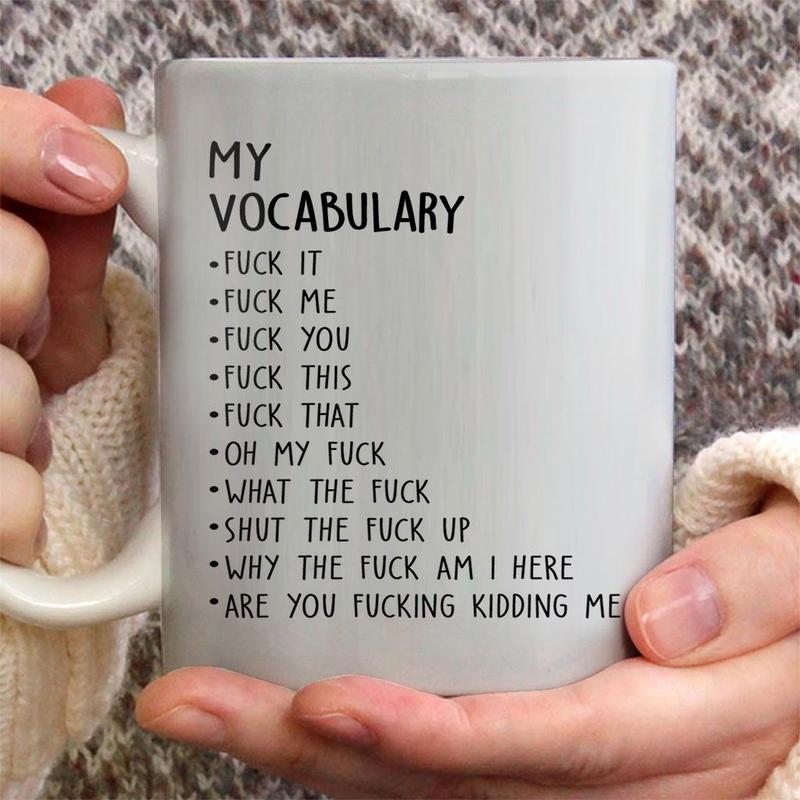 MY
VOCABULARY
•FUCK IT
•FUCK ME
•FUCK YOU
•FUCK THIS
•FUCK THAT
•OH MY FUCK
•WHAT THE FUCK
•SHUT THE FUCK UP
•WHY THE FUCK AM I HERE
•ARE YOU FUCKING KIDDING ME